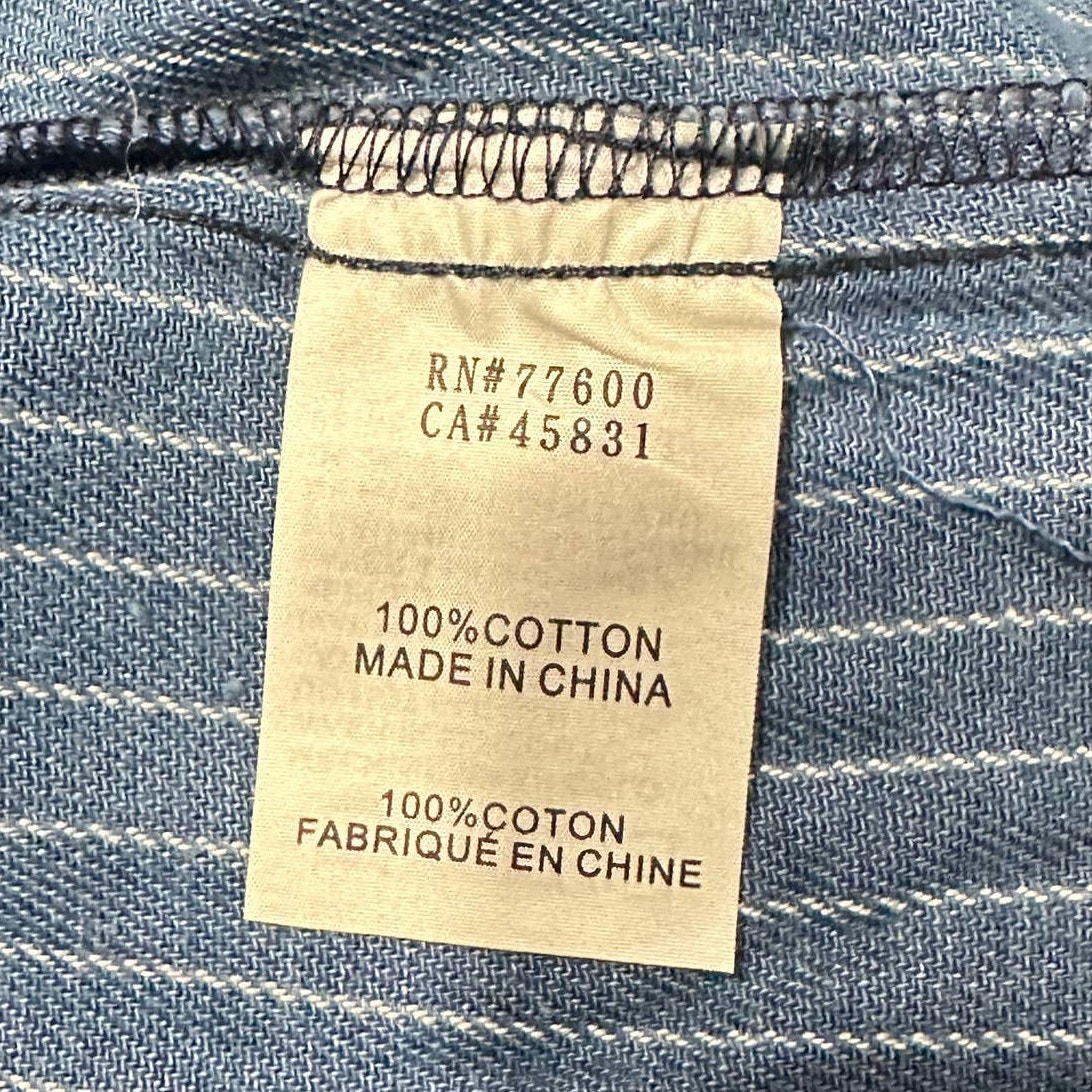 RN#77600
CA#45831
100%COTTON
MADE IN CHINA
100%COTON
FABRIQUÉ EN CHINE